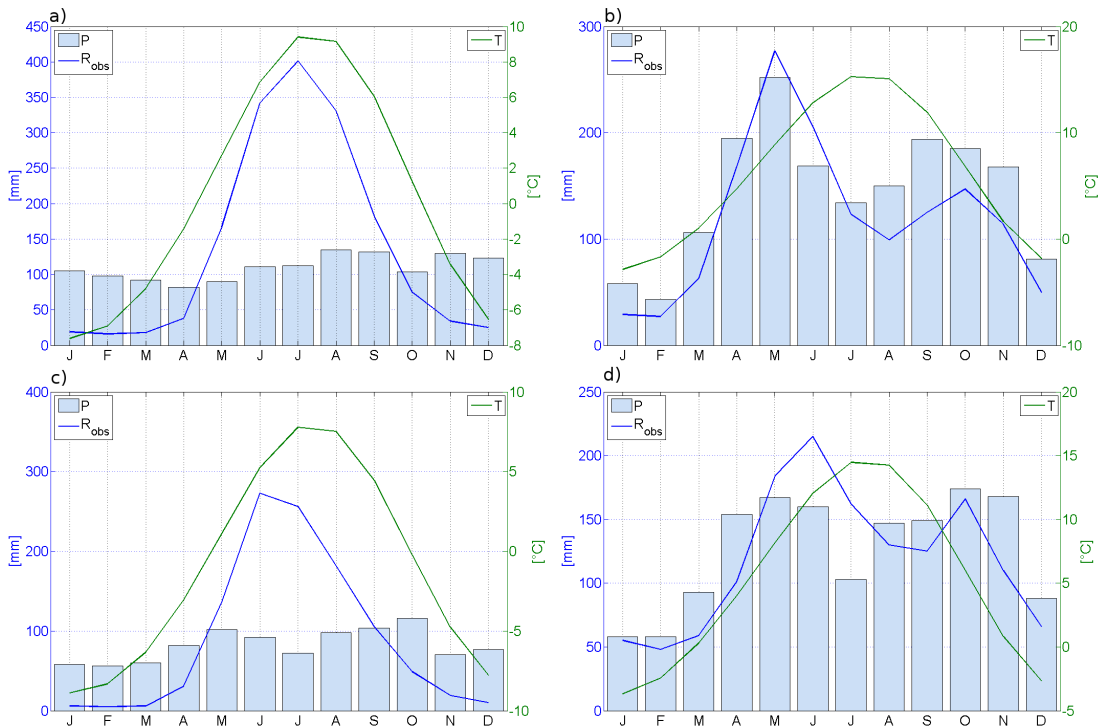 a)
450
400
350
300
250
200
150
100
50
0
[mm]
P
R_obs
T
10
8
6
4
2
0
-2
-4
-6
-8
[°C]
J F M A M J J A S O N D
b)
300
200
100
0
[mm]
P
R_obs
T
20
10
0
-10
[°C]
J F M A M J J A S O N D
c)
400
300
200
100
0
[mm]
P
R_obs
T
10
5
0
-5
-10
[°C]
J F M A M J J A S O N D
d)
250
200
150
100
50
0
[mm]
P
R_obs
T
20
15
10
5
0
-5
[°C]
J F M A M J J A S O N D